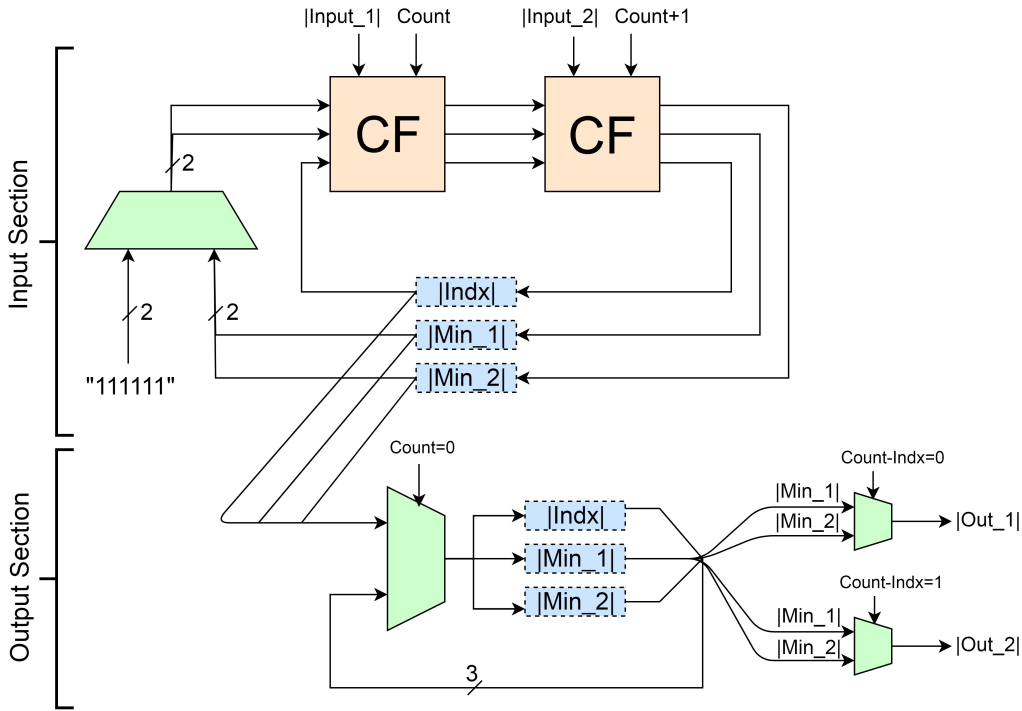 |Input_1| Count |Input_2| Count+1
CF CF
2
Input Section
2 2
|Indx|
|Min_1|
|Min_2|
"111111"
Count=0
Count-Indx=0
|Min_1|
|Indx|
|Min_2|
|Out_1|
|Min_1|
Output Section
Count-Indx=1
|Min_2|
|Min_1|
|Min_2|
|Out_2|
3